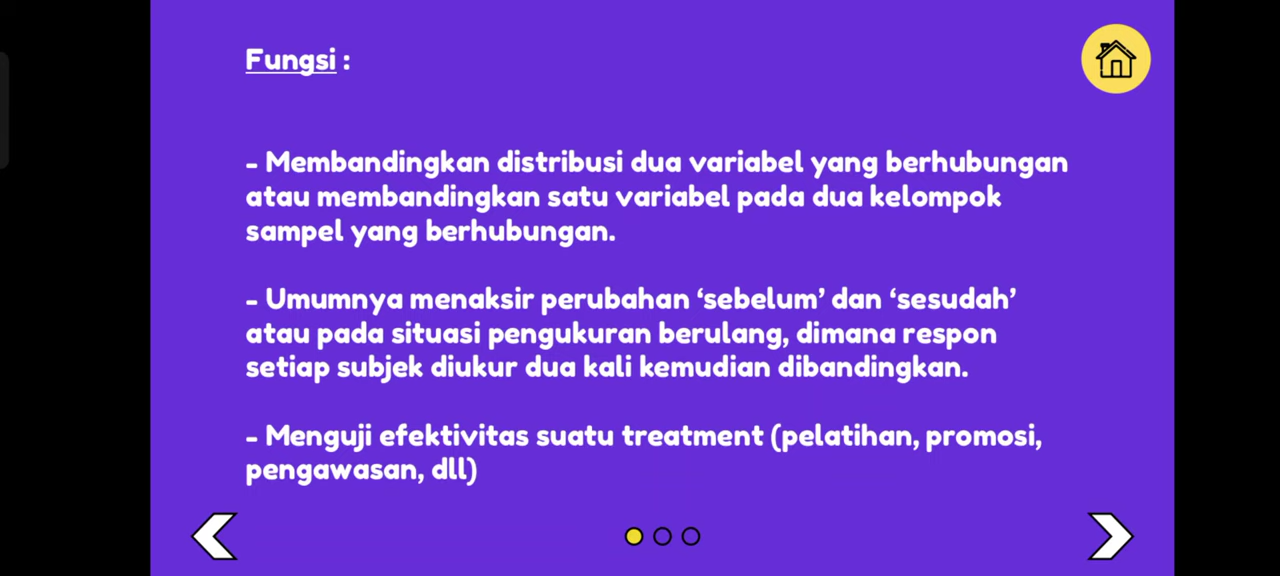 Fungsi :
- Membandingkan distribusi dua variabel yang berhubungan
atau membandingkan satu variabel pada dua kelompok
sampel yang berhubungan.
- Umumnya menaksir perubahan ‘sebelum’ dan ‘sesudah’
atau pada situasi pengukuran berulang, dimana respon
setiap subjek diukur dua kali kemudian dibandingkan.
- Menguji efektivitas suatu treatment (pelatihan, promosi,
pengawasan, dll)